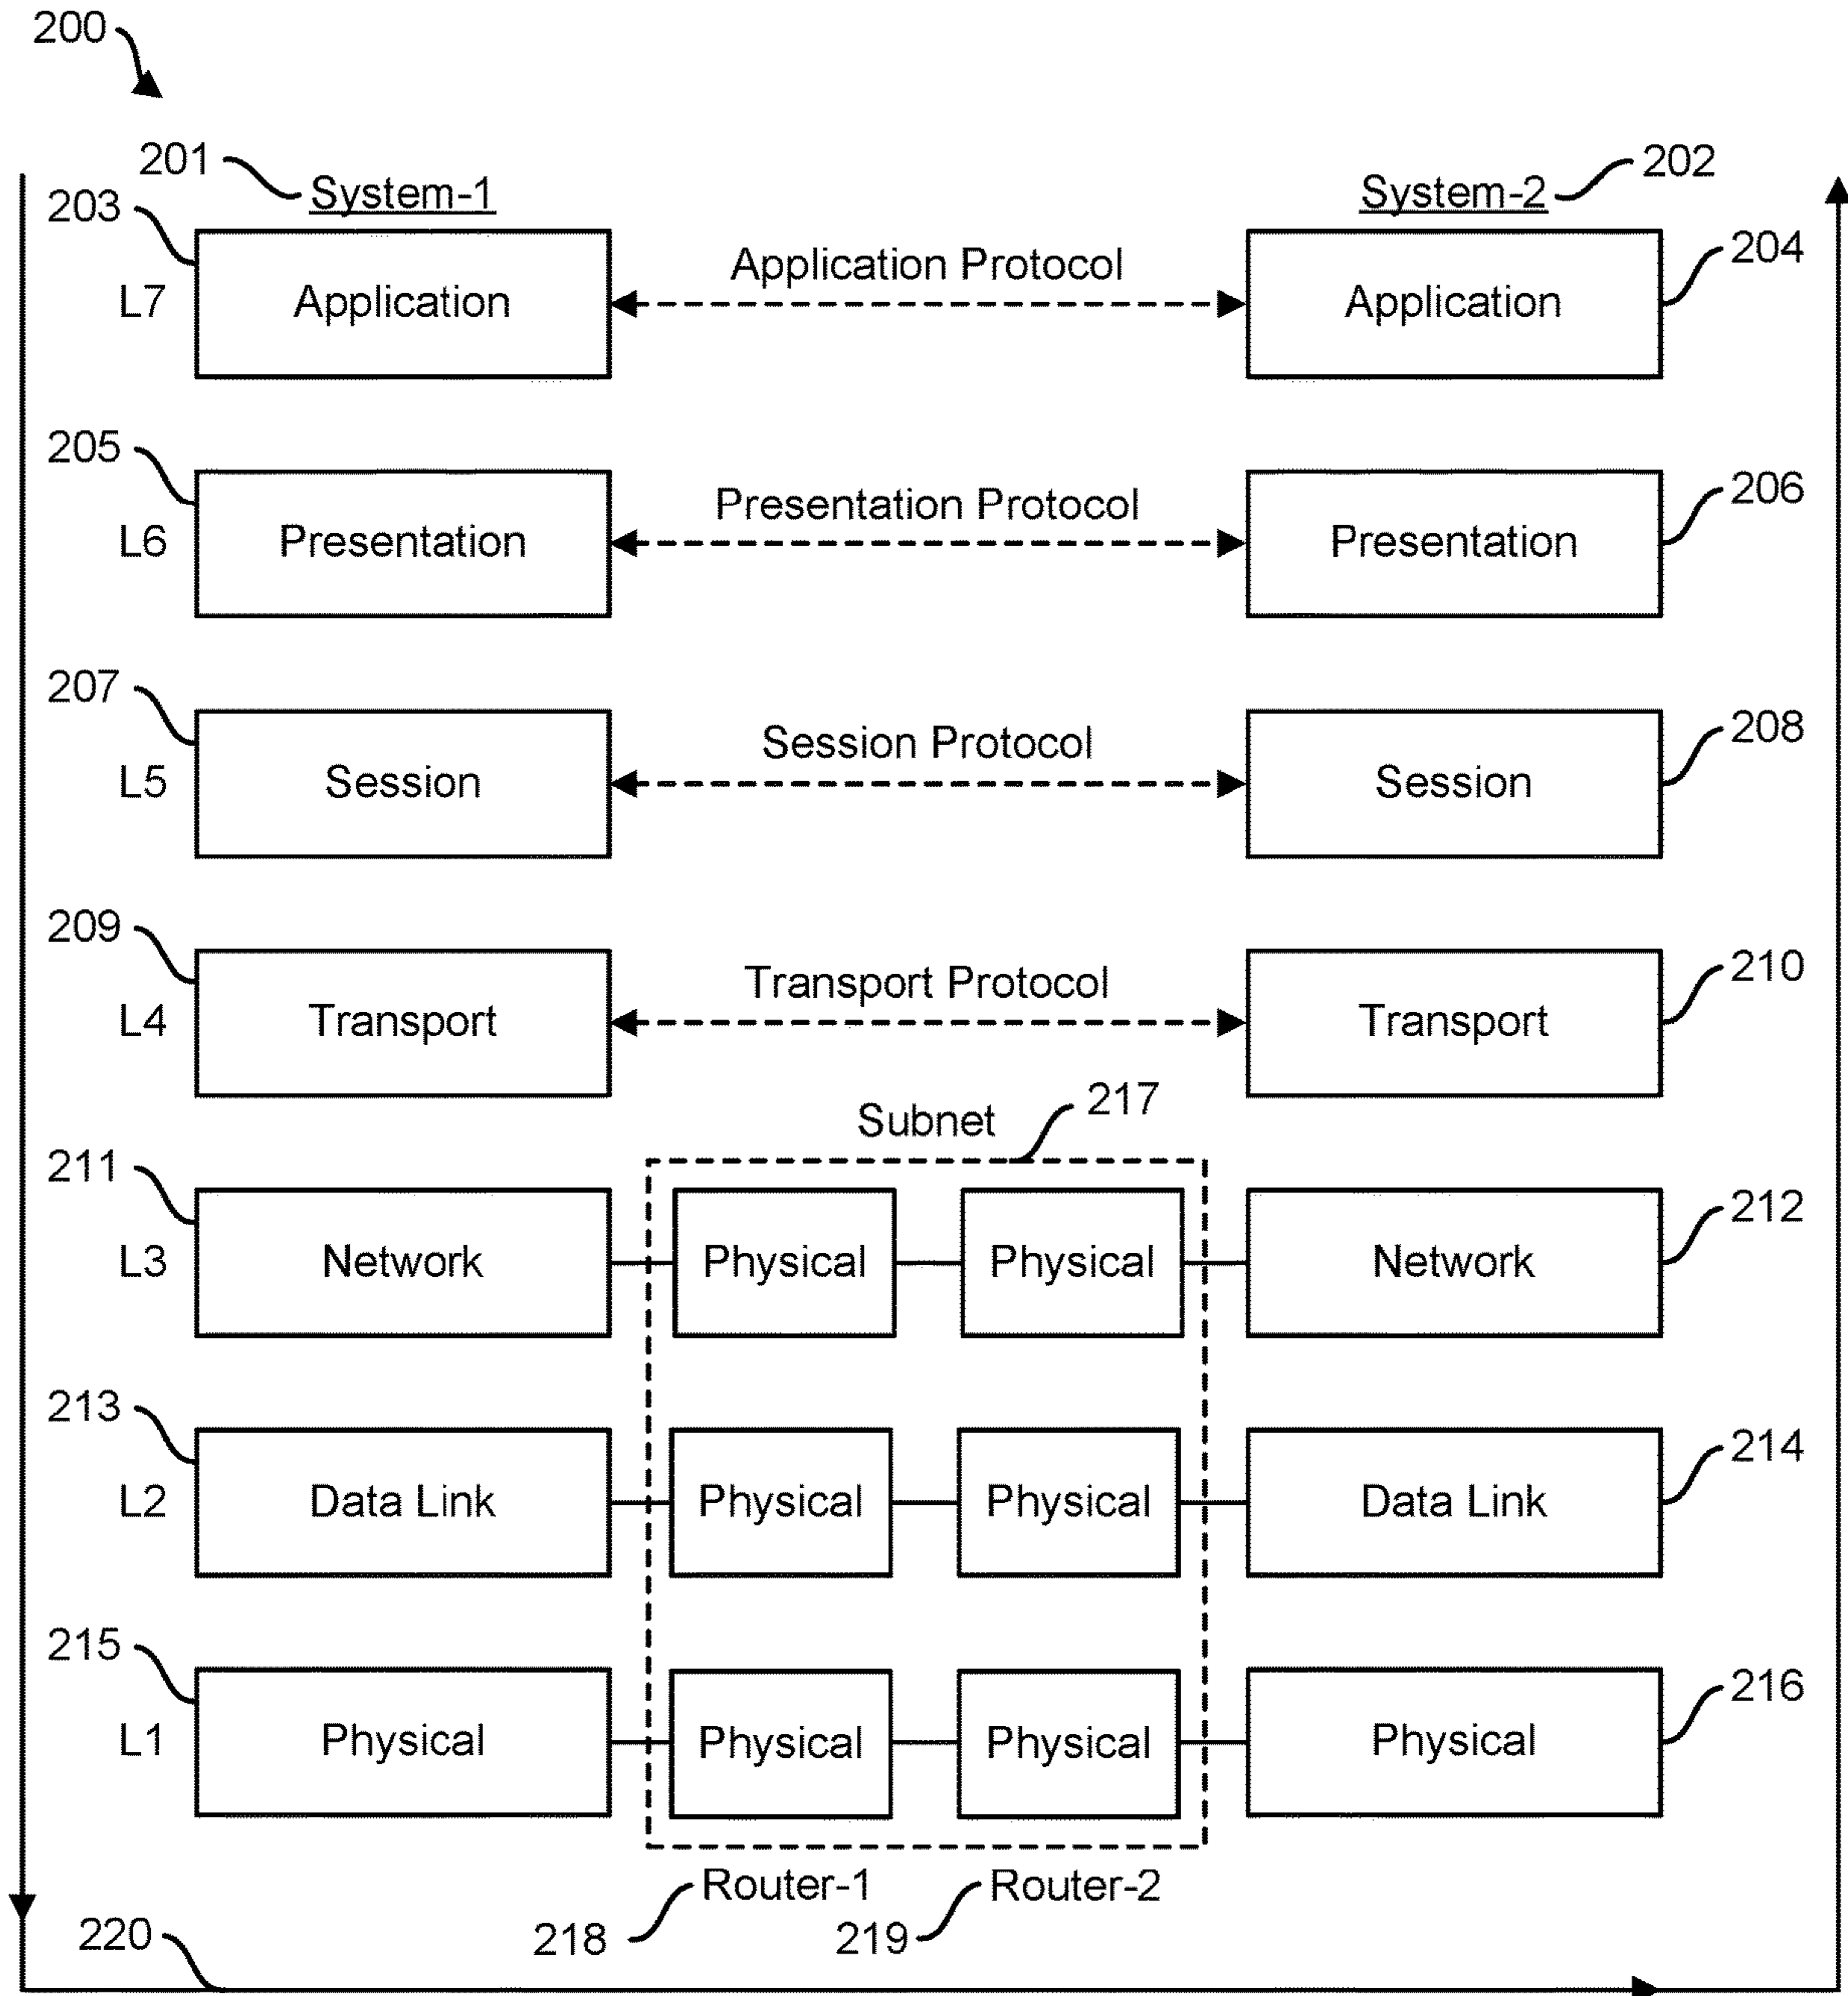 200
201 System-1 System-2 202
203 204
Application Protocol
L7 Application Application
205 206
Presentation Protocol
L6 Presentation Presentation
207 208
Session Protocol
L5 Session Session
209 210
Transport Protocol
L4 Transport Transport
Subnet 217
211 212
L3 Network Physical Physical Network
213 214
L2 Data Link Physical Physical Data Link
215 216
L1 Physical Physical Physical Physical
Router-1 Router-2
220 218 219